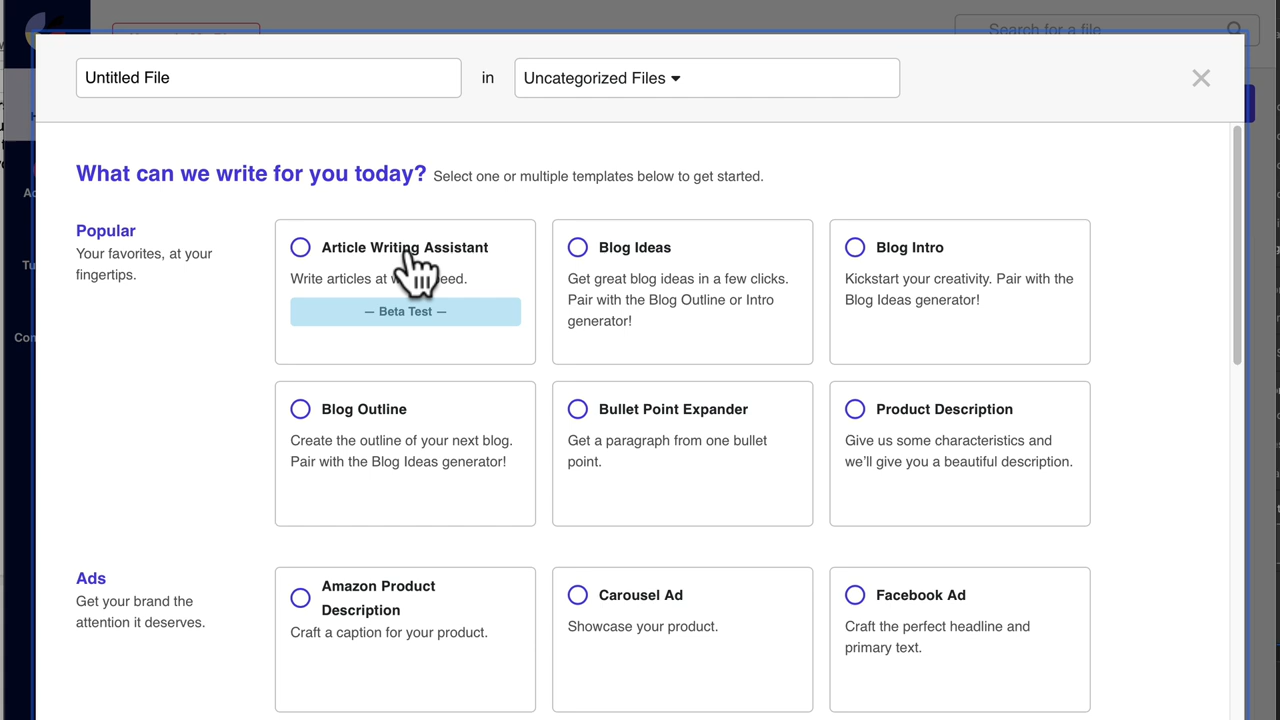 Search for a file
Untitled File
in
Uncategorized Files
What can we write for you today? Select one or multiple templates below to get started.
Popular
Your favorites, at your
fingertips.
Article Writing Assistant
Write articles at
— Beta Test —
Blog Ideas
Get great blog ideas in a few clicks.
Pair with the Blog Outline or Intro
generator!
Blog Intro
Kickstart your creativity. Pair with the
Blog Ideas generator!
Blog Outline
Create the outline of your next blog.
Pair with the Blog Ideas generator!
Bullet Point Expander
Get a paragraph from one bullet
point.
Product Description
Give us some characteristics and
we’ll give you a beautiful description.
Ads
Get your brand the
attention it deserves.
Amazon Product
Description
Craft a caption for your product.
Carousel Ad
Showcase your product.
Facebook Ad
Craft the perfect headline and
primary text.